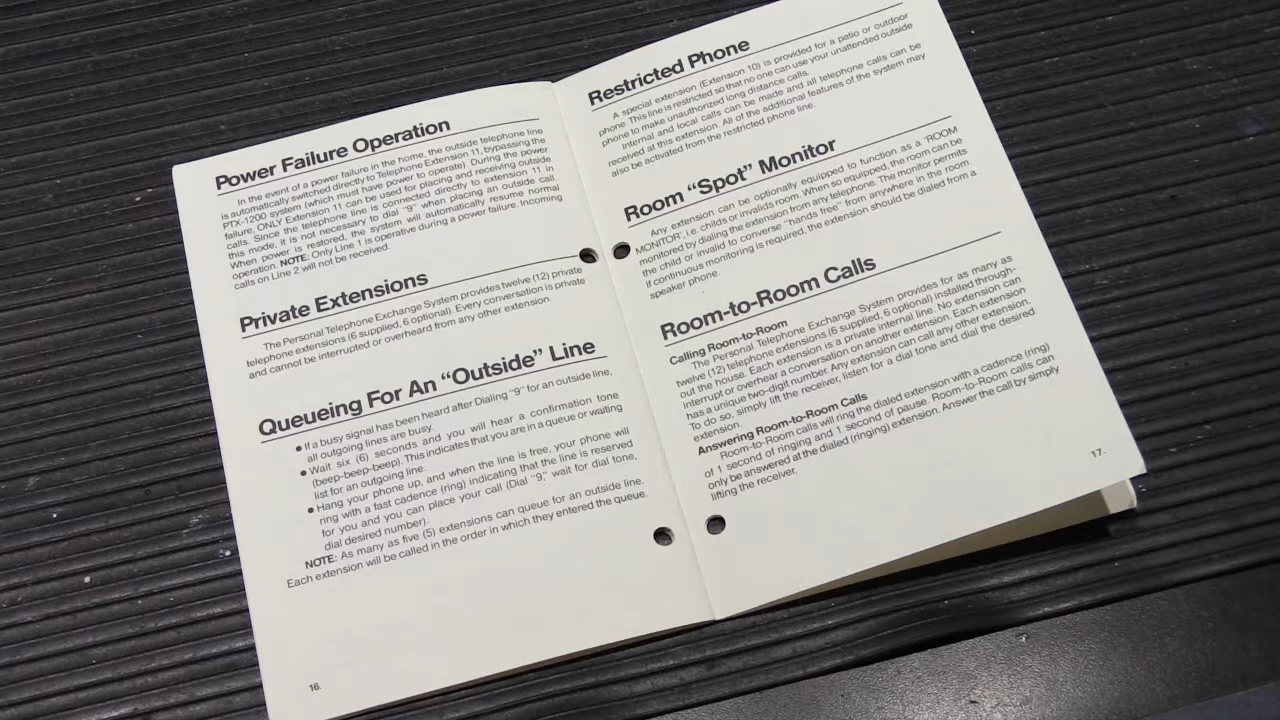 Power Failure Operation
In the event of a power failure in the home, the outside telephone line
is automatically switched directly to Telephone Extension 11, bypassing the
PTX-1200 system (which must have power to operate). During the power
failure, ONLY Extension 11 can be used for placing and receiving outside
calls. Since the telephone line is connected directly to extension 11 in
this mode, it is not necessary to dial "9" when placing an outside call.
When power is restored, the system will automatically resume normal
operation. NOTE: Only Line 1 is operative during a power failure. Incoming
calls on Line 2 will not be received.
Private Extensions
The Personal Telephone Exchange System provides twelve (12) private
telephone extensions (6 supplied, 6 optional). Every conversation is private
and cannot be interrupted or overheard from any other extension.
Queueing For An “Outside” Line
● If a busy signal has been heard after Dialing “9” for an outside line,
all outgoing lines are busy.
● Wait six (6) seconds and you will hear a confirmation tone
(beep-beep-beep). This indicates that you are in a queue or waiting
list for an outgoing line.
● Hang your phone up, and when the line is free, your phone will
ring with a fast cadence (ring) indicating that the line is reserved
for you and you can place your call (Dial “9,” wait for dial tone,
dial desired number).
NOTE: As many as five (5) extensions can queue for an outside line.
Each extension will be called in the order in which they entered the queue.
16.
Restricted Phone
A special extension (Extension 10) is provided for a patio or outdoor
phone. This line is restricted so that no one can use your unattended outside
phone to make unauthorized long distance calls.
Internal and local calls can be made and all telephone calls can be
received at this extension. All of the additional features of the system may
also be activated from the restricted phone line.
Room “Spot” Monitor
Any extension can be optionally equipped to function as a ‘ROOM
MONITOR’, i.e. childs or invalids room. When so equipped, the room can be
monitored by dialing the extension from any telephone. The monitor permits
the child or invalid to converse “hands free” from anywhere in the room.
If continuous monitoring is required, the extension should be dialed from a
speaker phone.
Room-to-Room Calls
Calling Room-to-Room
The Personal Telephone Exchange System provides for as many as
twelve (12) telephone extensions (6 supplied, 6 optional) installed through-
out the house. Each extension is a private internal line. No extension can
interrupt or overhear a conversation on another extension. Each extension
has a unique two-digit number. Any extension can call any other extension.
To do so, simply lift the receiver, listen for a dial tone and dial the desired
extension.
Answering Room-to-Room Calls
Room-to-Room calls will ring the dialed extension with a cadence (ring)
of 1 second of ringing and 1 second of pause. Room-to-Room calls can
only be answered at the dialed (ringing) extension. Answer the call by simply
lifting the receiver.
17.